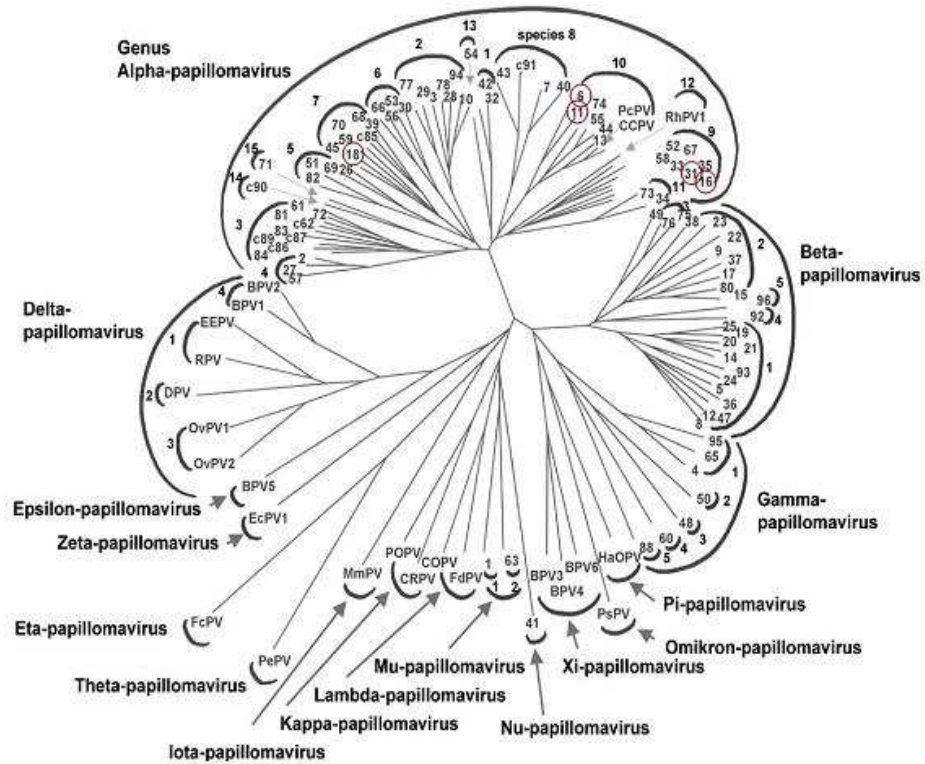 Genus
Alpha-papillomavirus
13
54
2
1
species 8
94
42
43
c91
10
6
77
78
29
3
28
10
32
7
40
6
74
11
55
44
13
PcPV
CCPV
12
RhPV1
7
66
53
30
56
70
68
39
59
c85
45
18
5
51
69
26
82
15
71
14
c90
9
52
67
58
33
31
35
16
73
11
34
3
61
81
72
c62
83
c89
c87
c86
84
2
4
27
57
3
49
75
76
38
23
2
22
9
37
17
80
15
5
96
92
4
Beta-
papillomavirus
25
19
20
21
14
93
1
24
5
36
12
47
8
Delta-
papillomavirus
4
BPV2
BPV1
EEPV
1
RPV
2
DPV
OvPV1
3
OvPV2
95
65
4
1
50
2
48
3
60
4
88
5
Gamma-
papillomavirus
Epsilon-papillomavirus
BPV5
Zeta-papillomavirus
EcPV1
Eta-papillomavirus
FcPV
Theta-papillomavirus
PePV
MmPV
POPV
CRPV
COPV
FdPV
1
63
1
2
41
BPV3
BPV4
BPV6
HaOPV
PsPV
Pi-papillomavirus
Omikron-papillomavirus
Xi-papillomavirus
Mu-papillomavirus
Lambda-papillomavirus
Kappa-papillomavirus
Nu-papillomavirus
Iota-papillomavirus